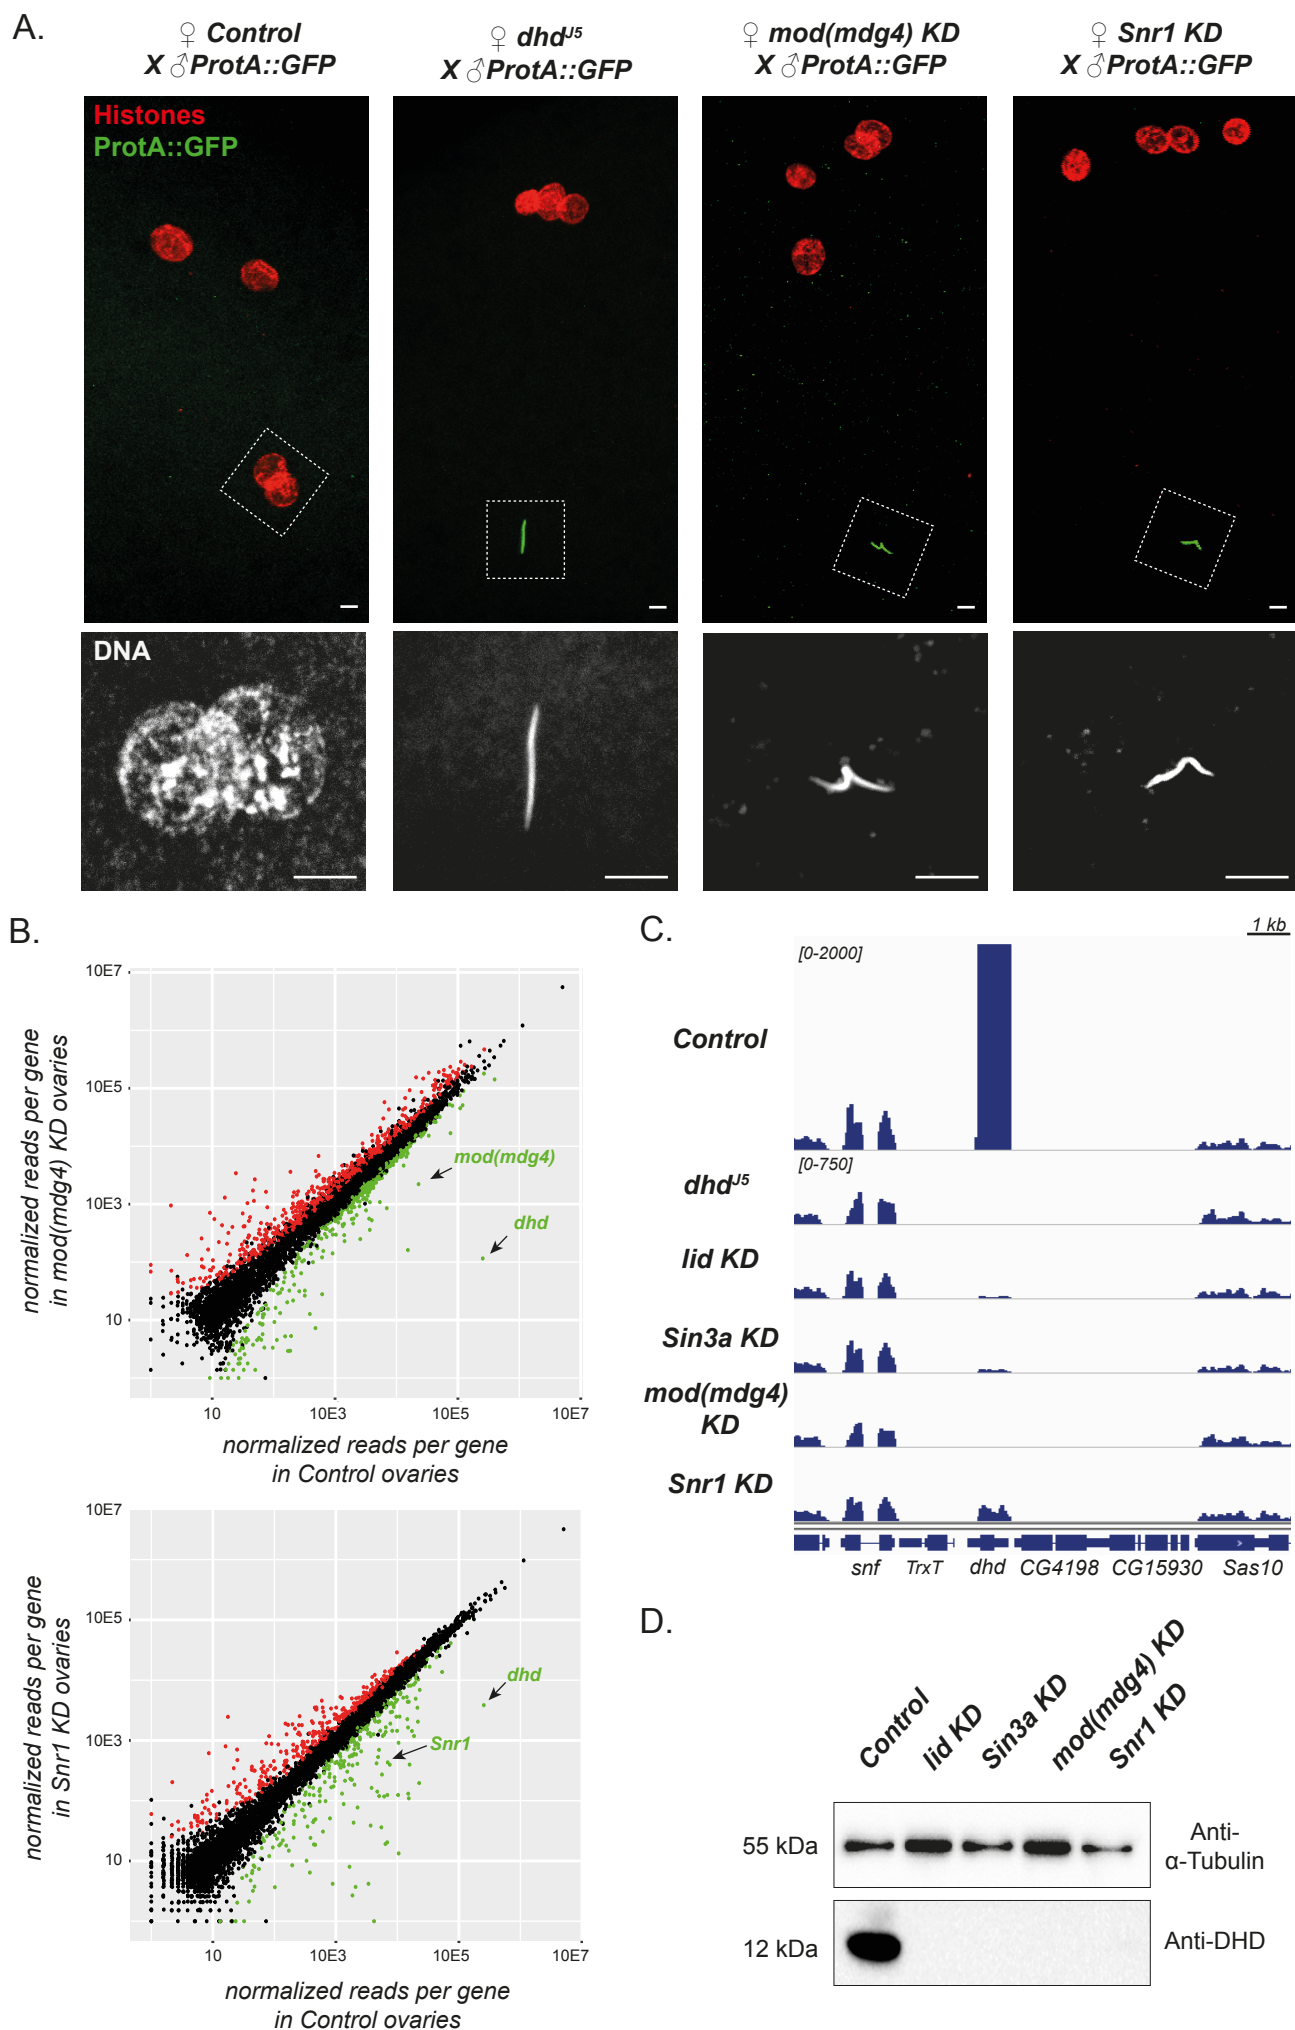 A.
♀ Control
X ♂ProtA::GFP
♀ dhdJ5
X ♂ProtA::GFP
♀ mod(mdg4) KD
X ♂ProtA::GFP
♀ Snr1 KD
X ♂ProtA::GFP
Histones
ProtA::GFP
DNA
B.
10E7
10E5
10E3
10
normalized reads per gene
in mod(mdg4) KD ovaries
mod(mdg4)
dhd
10
10E3
10E5
10E7
normalized reads per gene
in Control ovaries
10E7
10E5
10E3
10
normalized reads per gene
in Snr1 KD ovaries
dhd
Snr1
10
10E3
10E5
10E7
normalized reads per gene
in Control ovaries
C.
1 kb
[0-2000]
Control
[0-750]
dhdJ5
lid KD
Sin3a KD
mod(mdg4)
KD
Snr1 KD
snf
TrxT
dhd
CG4198
CG15930
Sas10
D.
Control
lid KD
Sin3a KD
mod(mdg4) KD
Snr1 KD
55 kDa
Anti-
α-Tubulin
12 kDa
Anti-DHD